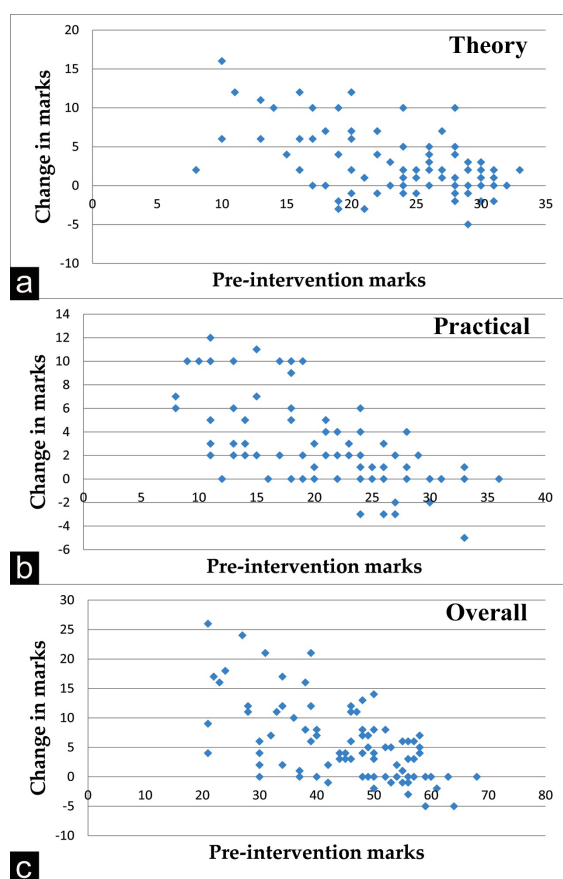 Theory
20
15
10
5
0
-5
-10
0 5 10 15 20 25 30 35
Change in marks
Pre-intervention marks
a
Practical
14
12
10
8
6
4
2
0
-2
-4
-6
0 5 10 15 20 25 30 35 40
Change in marks
Pre-intervention marks
b
Overall
30
25
20
15
10
5
0
-5
-10
0 10 20 30 40 50 60 70 80
Change in marks
Pre-intervention marks
c